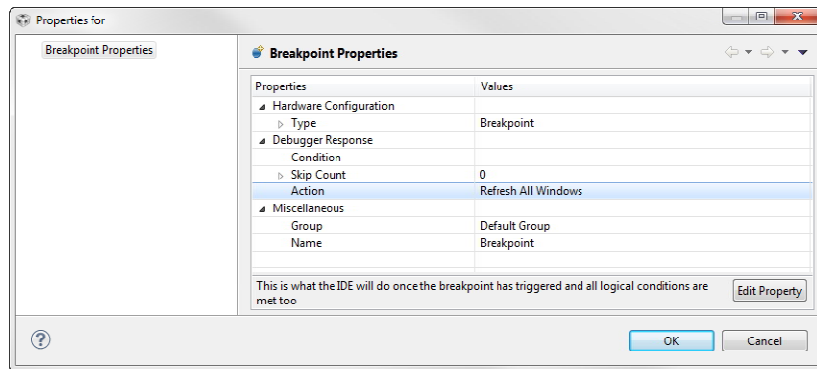 Properties for
Breakpoint Properties
Breakpoint Properties
Properties Values
Hardware Configuration
Type Breakpoint
Debugger Response
Condition
Skip Count 0
Action Refresh All Windows
Miscellaneous
Group Default Group
Name Breakpoint
This is what the IDE will do once the breakpoint has triggered and all logical conditions are
met too
Edit Property
?
OK Cancel